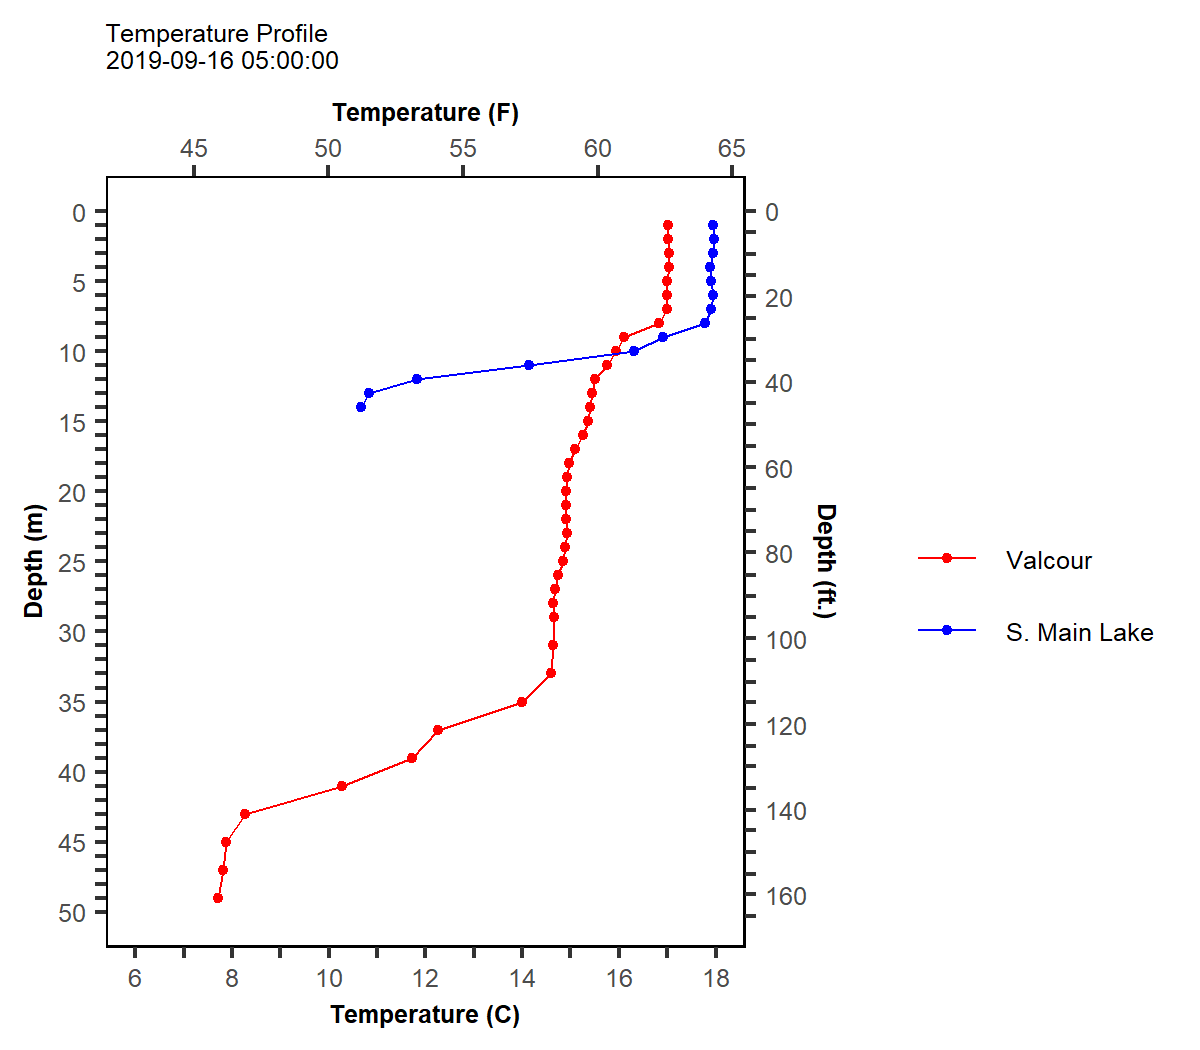 Temperature Profile
2019-09-16 05:00:00
Temperature (F)
45 50 55 60 65
0 5 10 15 20 25 30 35 40 45 50
Depth (m)
0 20 40 60 80 100 120 140 160
Depth (ft.)
Valcour
S. Main Lake
6 8 10 12 14 16 18
Temperature (C)